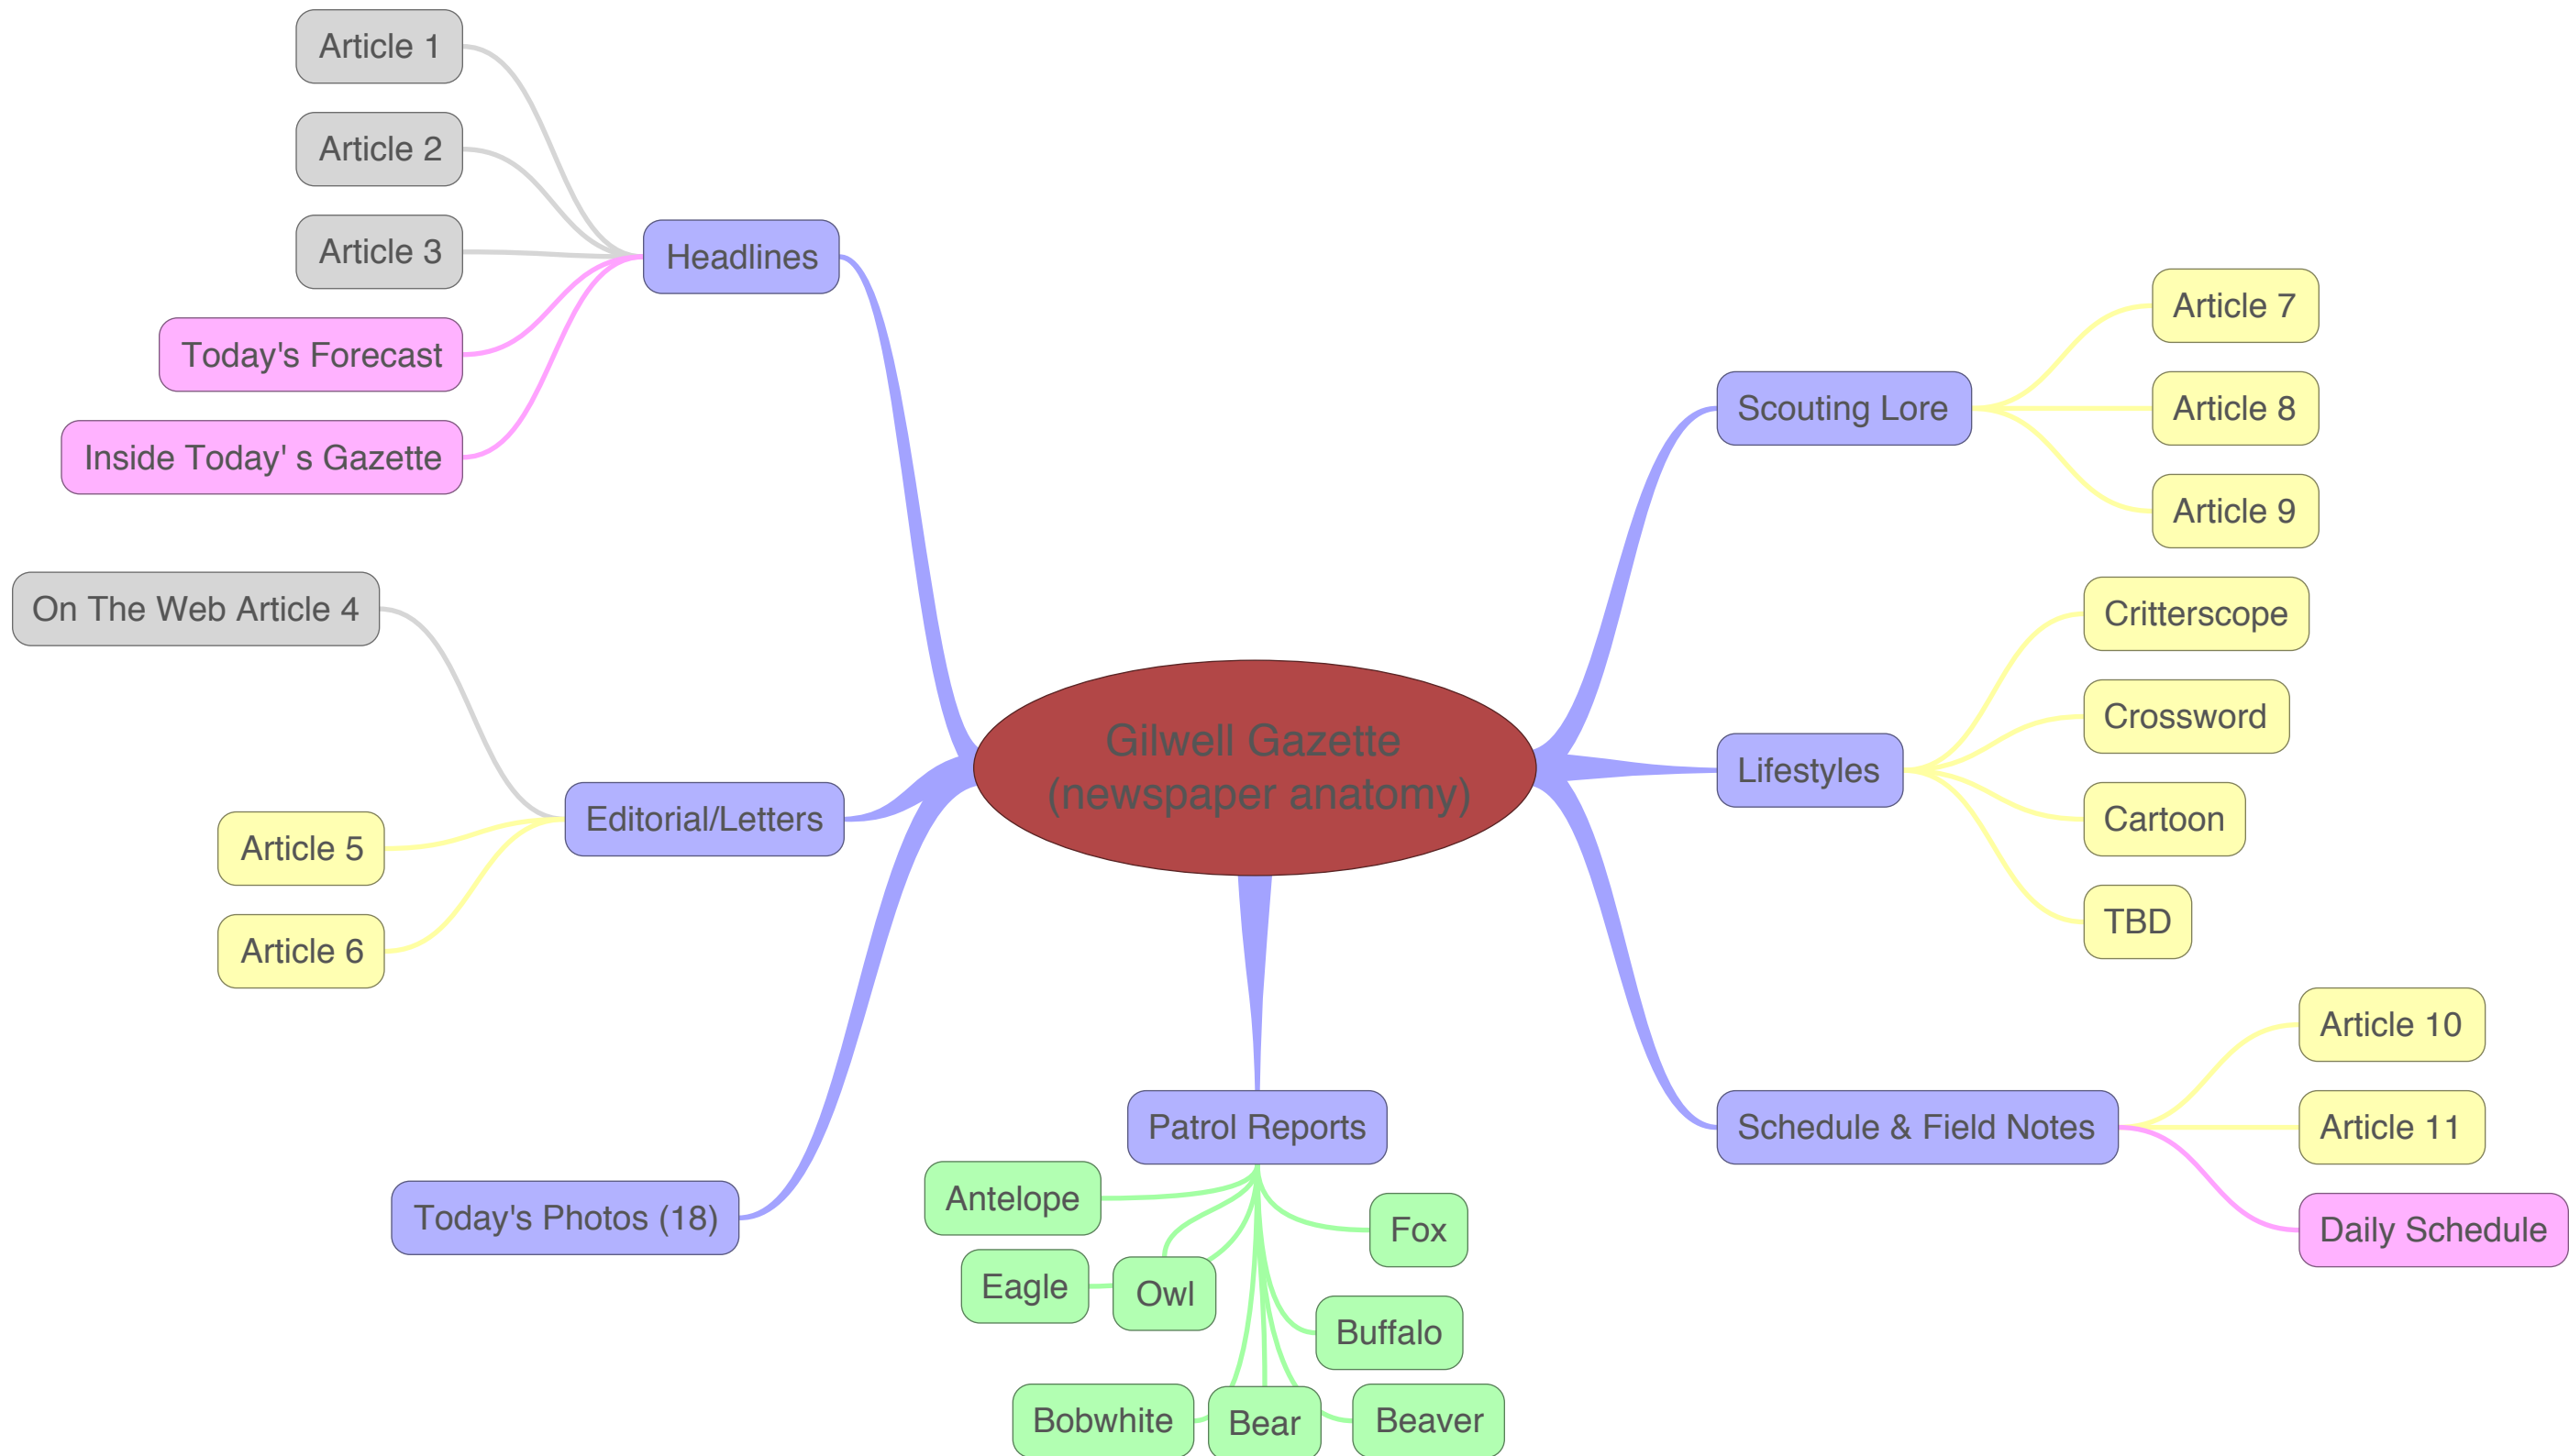 Article 1
Article 2
Article 3
Today's Forecast
Inside Today' s Gazette
Headlines
On The Web Article 4
Article 5
Article 6
Editorial/Letters
Today's Photos (18)
Gilwell Gazette
(newspaper anatomy)
Patrol Reports
Antelope
Eagle
Owl
Fox
Buffalo
Bobwhite
Bear
Beaver
Scouting Lore
Article 7
Article 8
Article 9
Lifestyles
Critterscope
Crossword
Cartoon
TBD
Schedule & Field Notes
Article 10
Article 11
Daily Schedule